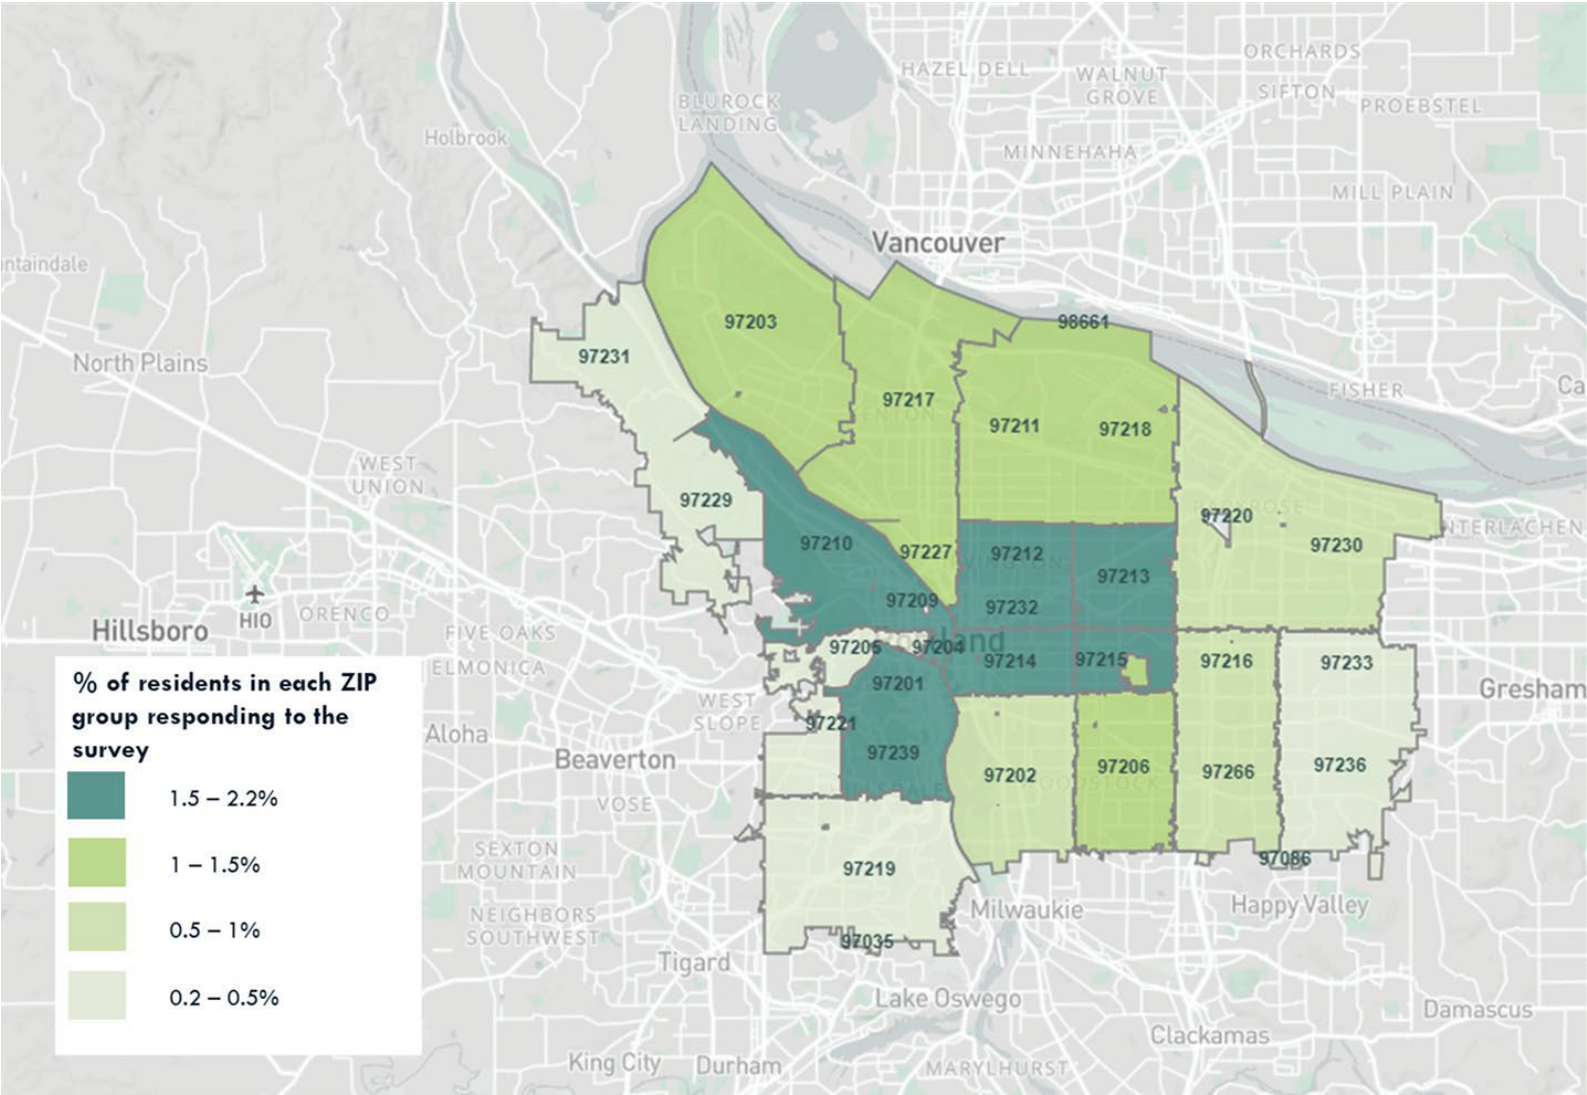 ORCHARDS
HAZEL DELL
WALNUT
GROVE
SIFTON
PROEBSTEL
BLUROCK
LANDING
Holbrook
MINNEHAHA
MILL PLAIN
Vancouver
ntaindale
97203
98661
97231
North Plains
FISHER
Ca
97217
97211
97218
WEST
UNION
97229
97220
NTERLACHEN
97210
97227
97212
97230
97213
HIO
ORENCO
97209
97232
Hillsboro
FIVE OAKS
ELMONICA
97205
97204
97214
97215
97216
97233
97201
Gresham
WEST
SLOPE
97221
Aloha
Beaverton
97239
97202
97206
97266
97236
VOSE
SEXTON
MOUNTAIN
97219
97086
NEIGHBORS
SOUTHWEST
Milwaukie
Happy Valley
97035
Tigard
Lake Oswego
Damascus
Clackamas
King City
Durham
MARYLHURST
% of residents in each ZIP
group responding to the
survey
1.5 – 2.2%
1 – 1.5%
0.5 – 1%
0.2 – 0.5%